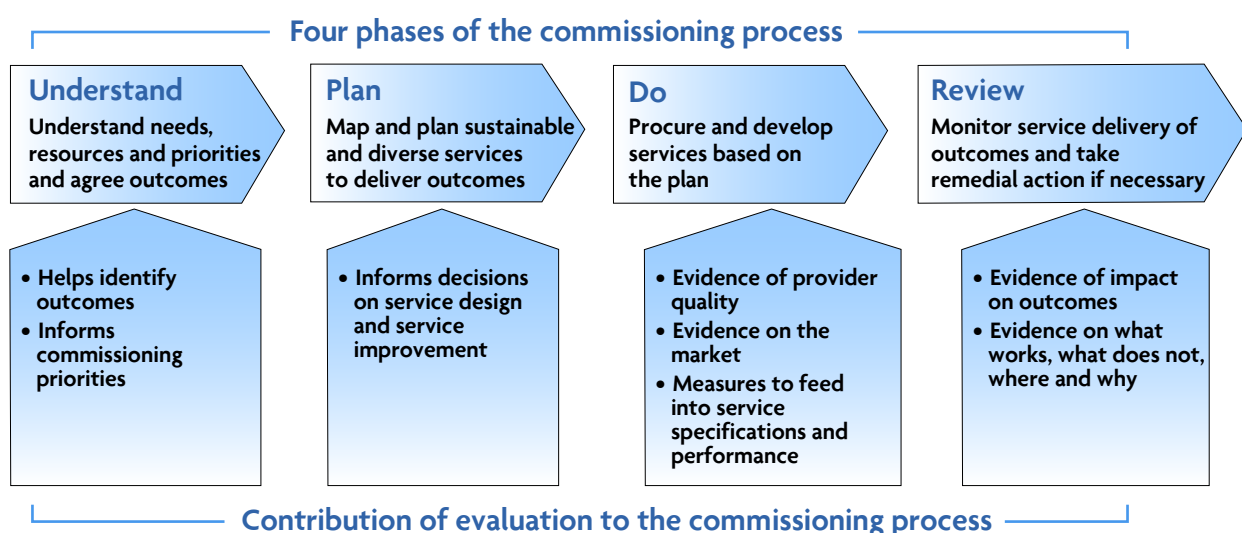 Four phases of the commissioning process
Understand
Understand needs,
resources and priorities
and agree outcomes
Plan
Map and plan sustainable
and diverse services
to deliver outcomes
Do
Procure and develop
services based on
the plan
Review
Monitor service delivery of
outcomes and take
remedial action if necessary
• Helps identify
outcomes
• Informs
commissioning
priorities
• Informs decisions
on service design
and service
improvement
• Evidence of provider
quality
• Evidence on the
market
• Measures to feed
into service
specifications and
performance
• Evidence of impact
on outcomes
• Evidence on what
works, what does not,
where and why
Contribution of evaluation to the commissioning process